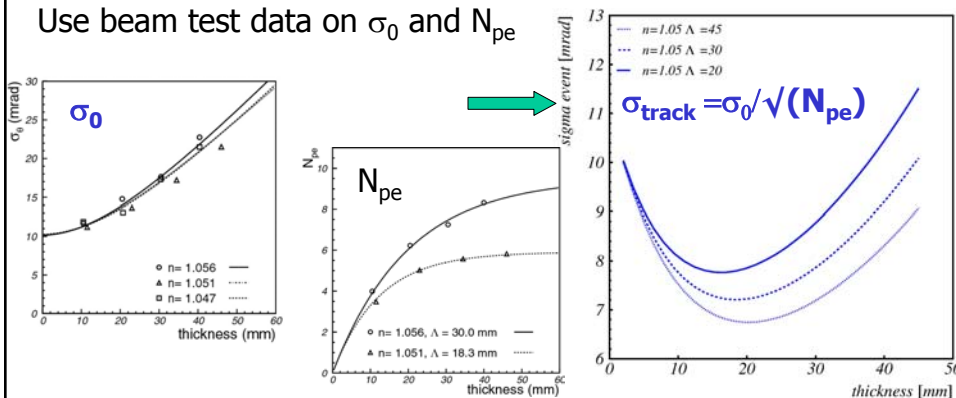 Use beam test data on σ0 and Npe
σθ (mrad)
30
25
20
15
10
5
0
σ0
n= 1.056
n= 1.051
n= 1.047
0 10 20 30 40 50 60
thickness (mm)
Npe
10
8
6
4
2
0
Npe
n= 1.056, Λ = 30.0 mm
n= 1.051, Λ = 18.3 mm
0 10 20 30 40 50 60
thickness (mm)
sigma event [mrad]
13
12
11
10
9
8
7
6
n=1.05 Λ =45
n=1.05 Λ =30
n=1.05 Λ =20
σtrack =σ0/√(Npe)
0 10 20 30 40 50
thickness [mm]